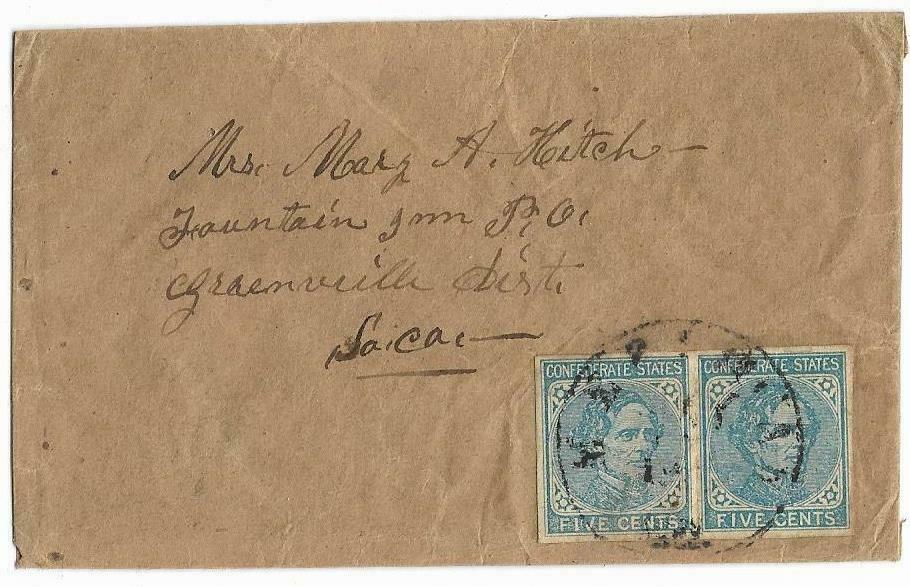 Mrs. Mary A. Hitch —
Fountain Inn P. O.
Greenville Dist.
So. Ca. —
CONFEDERATE STATES CONFEDERATE STATES
FIVE CENTS FIVE CENTS